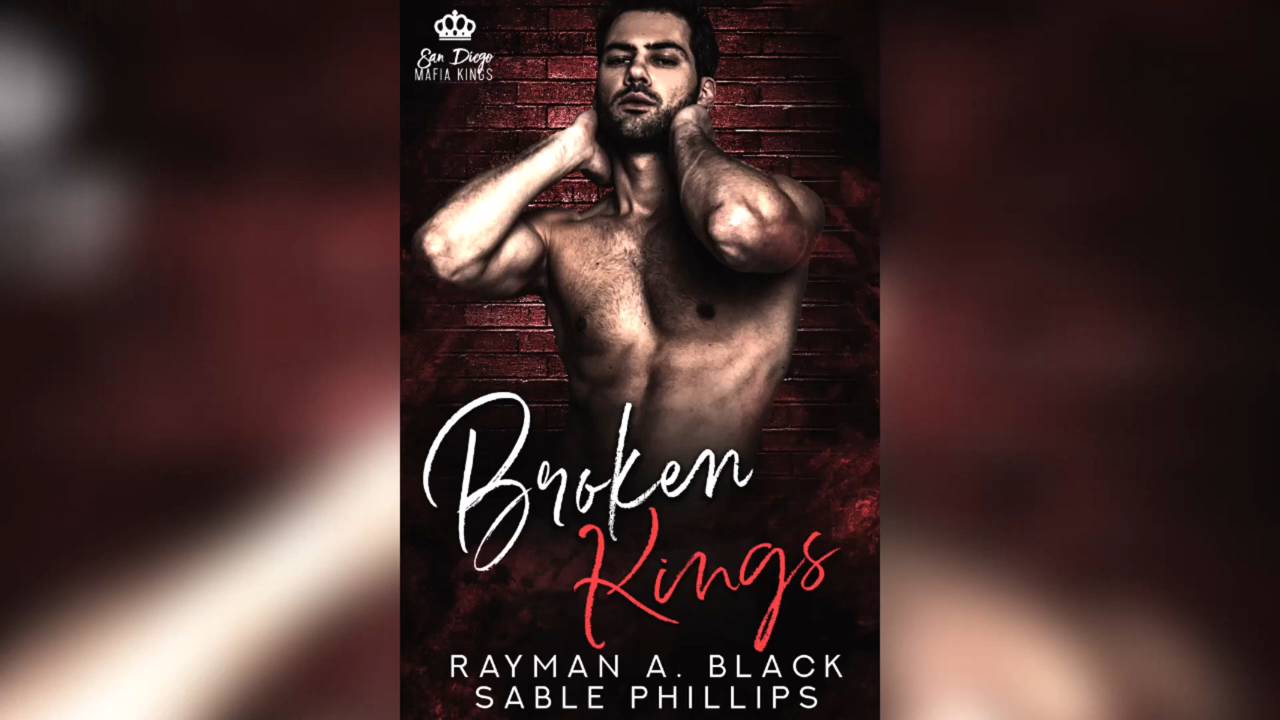 San Diego
MAFIA KINGS
Broken
Kings
RAYMAN A. BLACK
SABLE PHILLIPS